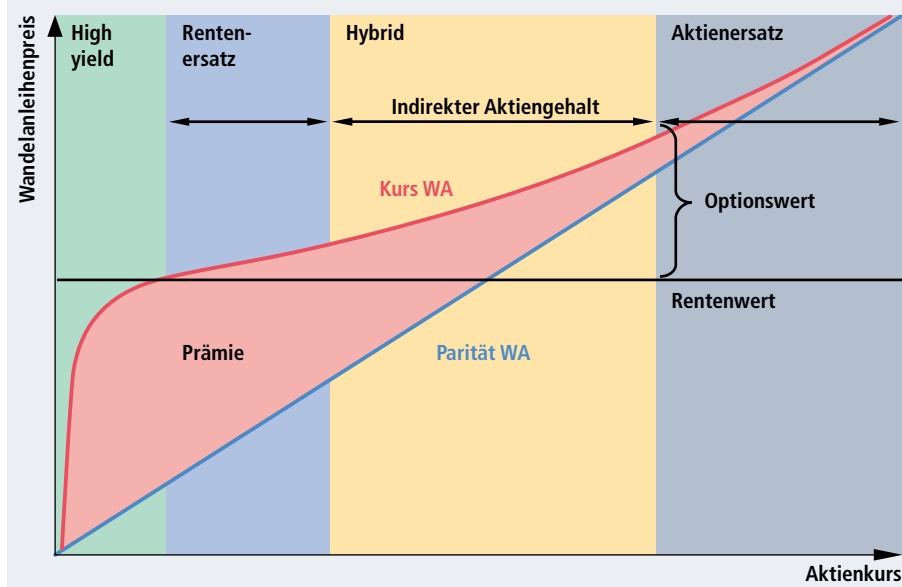 Wandelanleihenpreis
High
yield
Renten-
ersatz
Hybrid
Aktienersatz
Indirekter Aktiengehalt
Kurs WA
Optionswert
Rentenwert
Prämie
Parität WA
Aktienkurs